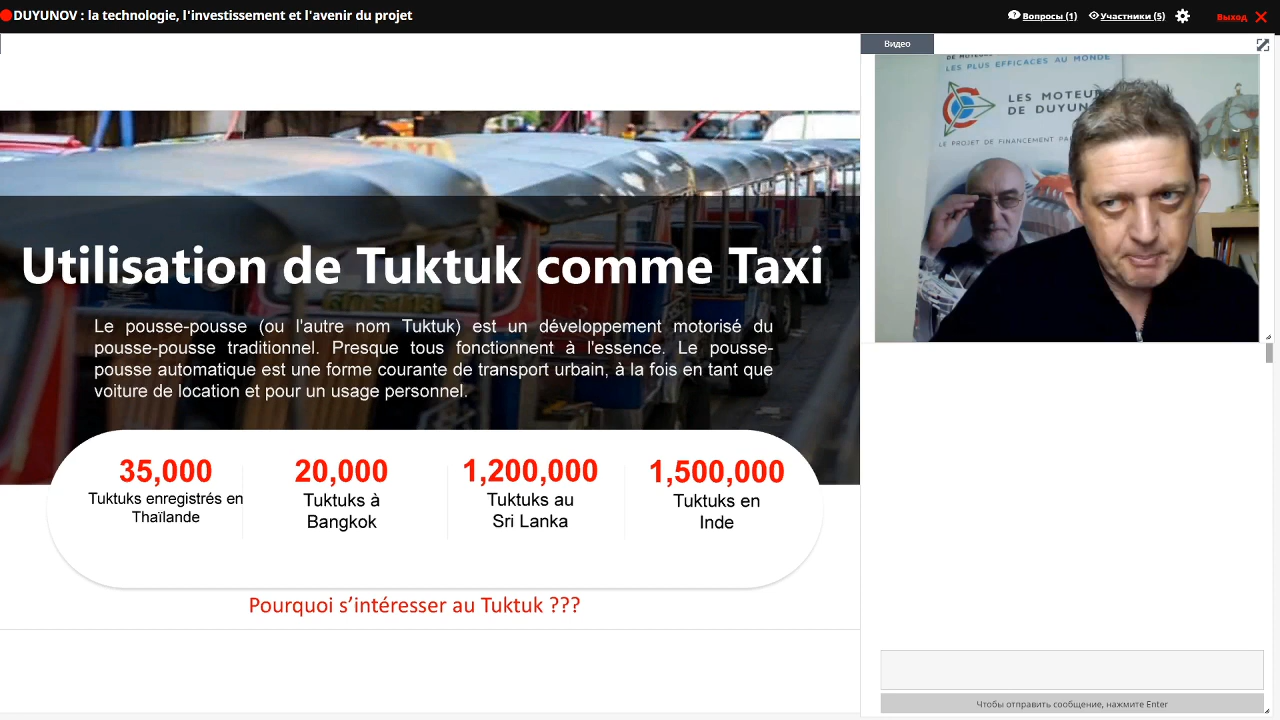 DUYUNOV : la technologie, l'investissement et l'avenir du projet
Вопросы (1)
Участники (5)
Выход
Видео
LES PLUS EFFICACES AU MONDE
LES MOTEU
DE DUYUN
LE PROJET DE FINANCEMENT PA
TAXI
Utilisation de Tuktuk comme Taxi
Le pousse-pousse (ou l'autre nom Tuktuk) est un développement motorisé du
pousse-pousse traditionnel. Presque tous fonctionnent à l'essence. Le pousse-
pousse automatique est une forme courante de transport urbain, à la fois en tant que
voiture de location et pour un usage personnel.
35,000
Tuktuks enregistrés en
Thaïlande
20,000
Tuktuks à
Bangkok
1,200,000
Tuktuks au
Sri Lanka
1,500,000
Tuktuks en
Inde
Pourquoi s'intéresser au Tuktuk ???
Чтобы отправить сообщение, нажмите Enter